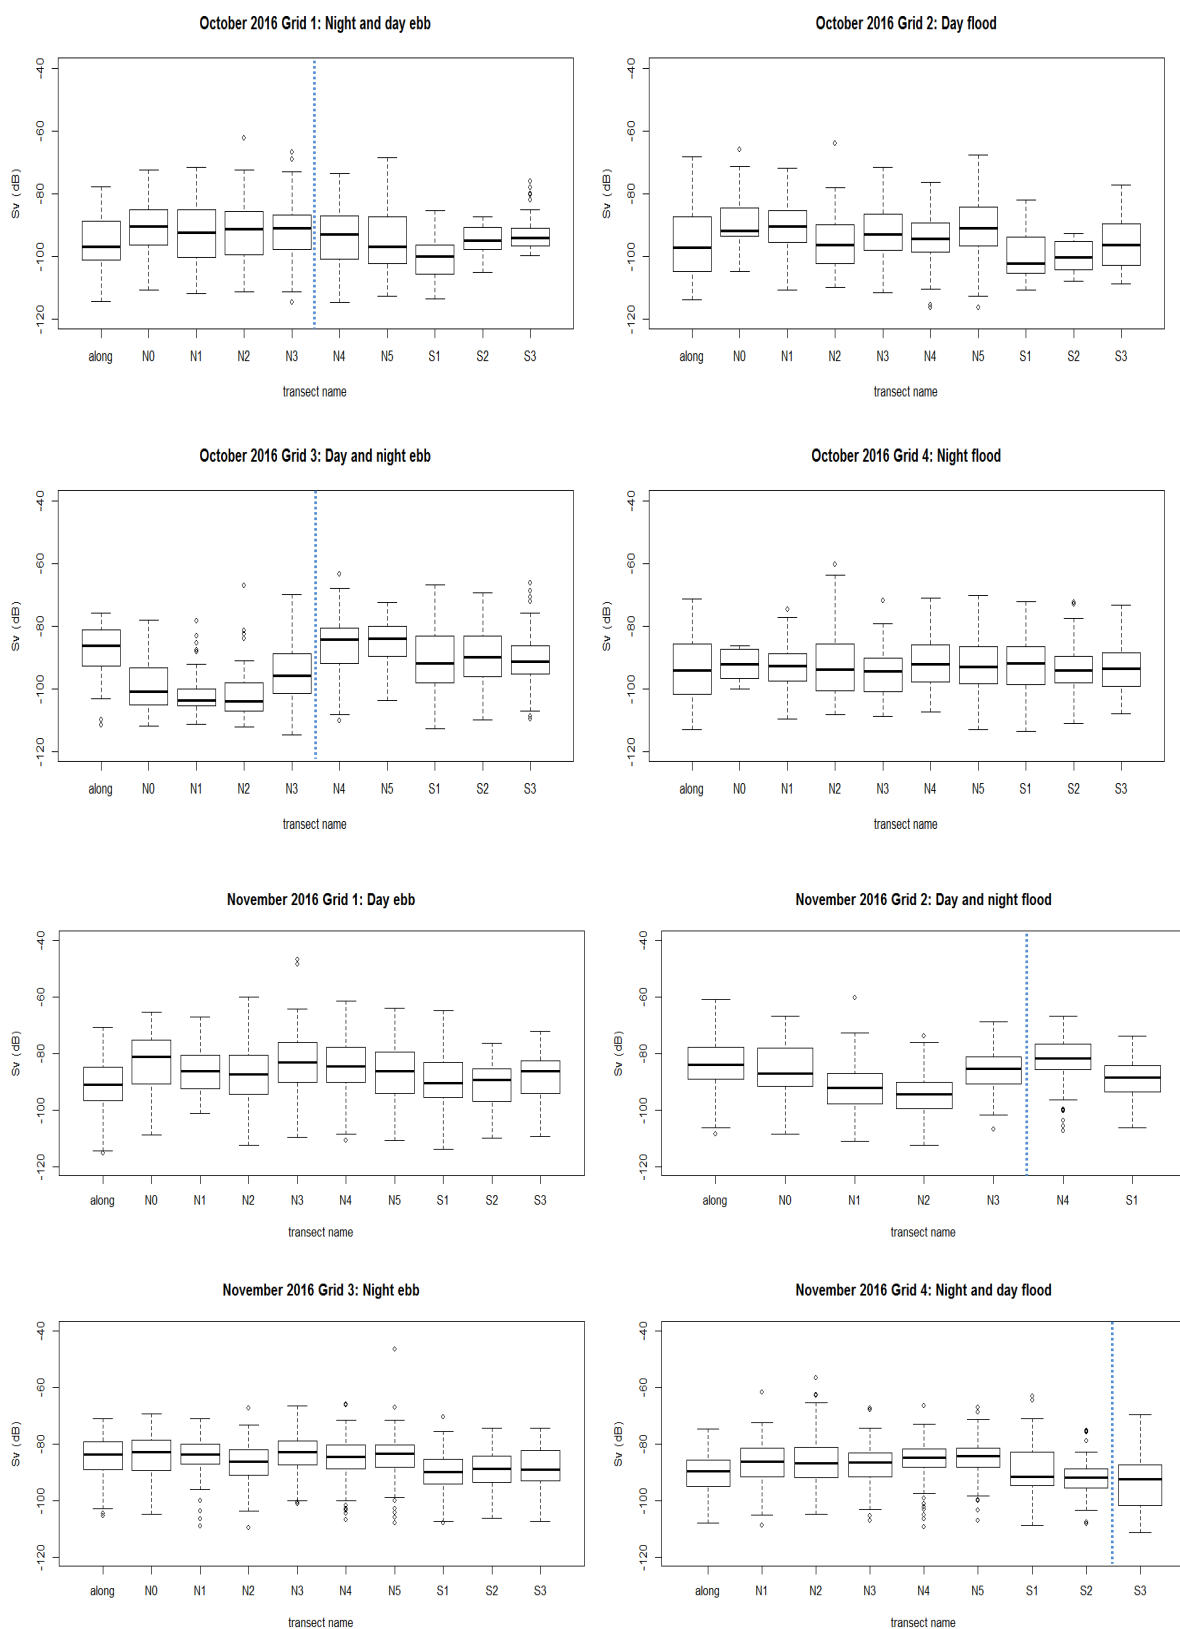 October 2016 Grid 1: Night and day ebb
-40
-60
-80
-100
-120
Sv (dB)
along N0 N1 N2 N3 N4 N5 S1 S2 S3
transect name
October 2016 Grid 2: Day flood
-40
-60
-80
-100
-120
Sv (dB)
along N0 N1 N2 N3 N4 N5 S1 S2 S3
transect name
October 2016 Grid 3: Day and night ebb
-40
-60
-80
-100
-120
Sv (dB)
along N0 N1 N2 N3 N4 N5 S1 S2 S3
transect name
October 2016 Grid 4: Night flood
-40
-60
-80
-100
-120
Sv (dB)
along N0 N1 N2 N3 N4 N5 S1 S2 S3
transect name
November 2016 Grid 1: Day ebb
-40
-60
-80
-100
-120
Sv (dB)
along N0 N1 N2 N3 N4 N5 S1 S2 S3
transect name
November 2016 Grid 2: Day and night flood
-40
-60
-80
-100
-120
Sv (dB)
along N0 N1 N2 N3 N4 S1
transect name
November 2016 Grid 3: Night ebb
-40
-60
-80
-100
-120
Sv (dB)
along N0 N1 N2 N3 N4 N5 S1 S2 S3
transect name
November 2016 Grid 4: Night and day flood
-40
-60
-80
-100
-120
Sv (dB)
along N1 N2 N3 N4 N5 S1 S2 S3
transect name